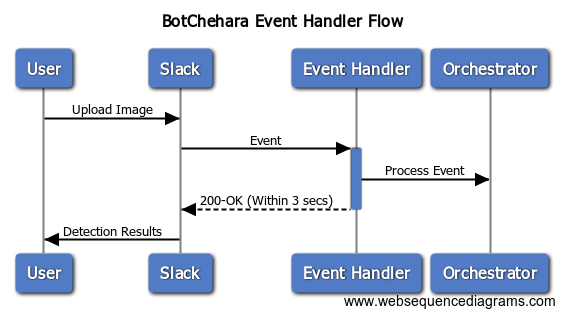 BotChehara Event Handler Flow
User Slack Event Handler Orchestrator
Upload Image
Event
Process Event
200-OK (Within 3 secs)
Detection Results
User Slack Event Handler Orchestrator
www.websequencediagrams.com